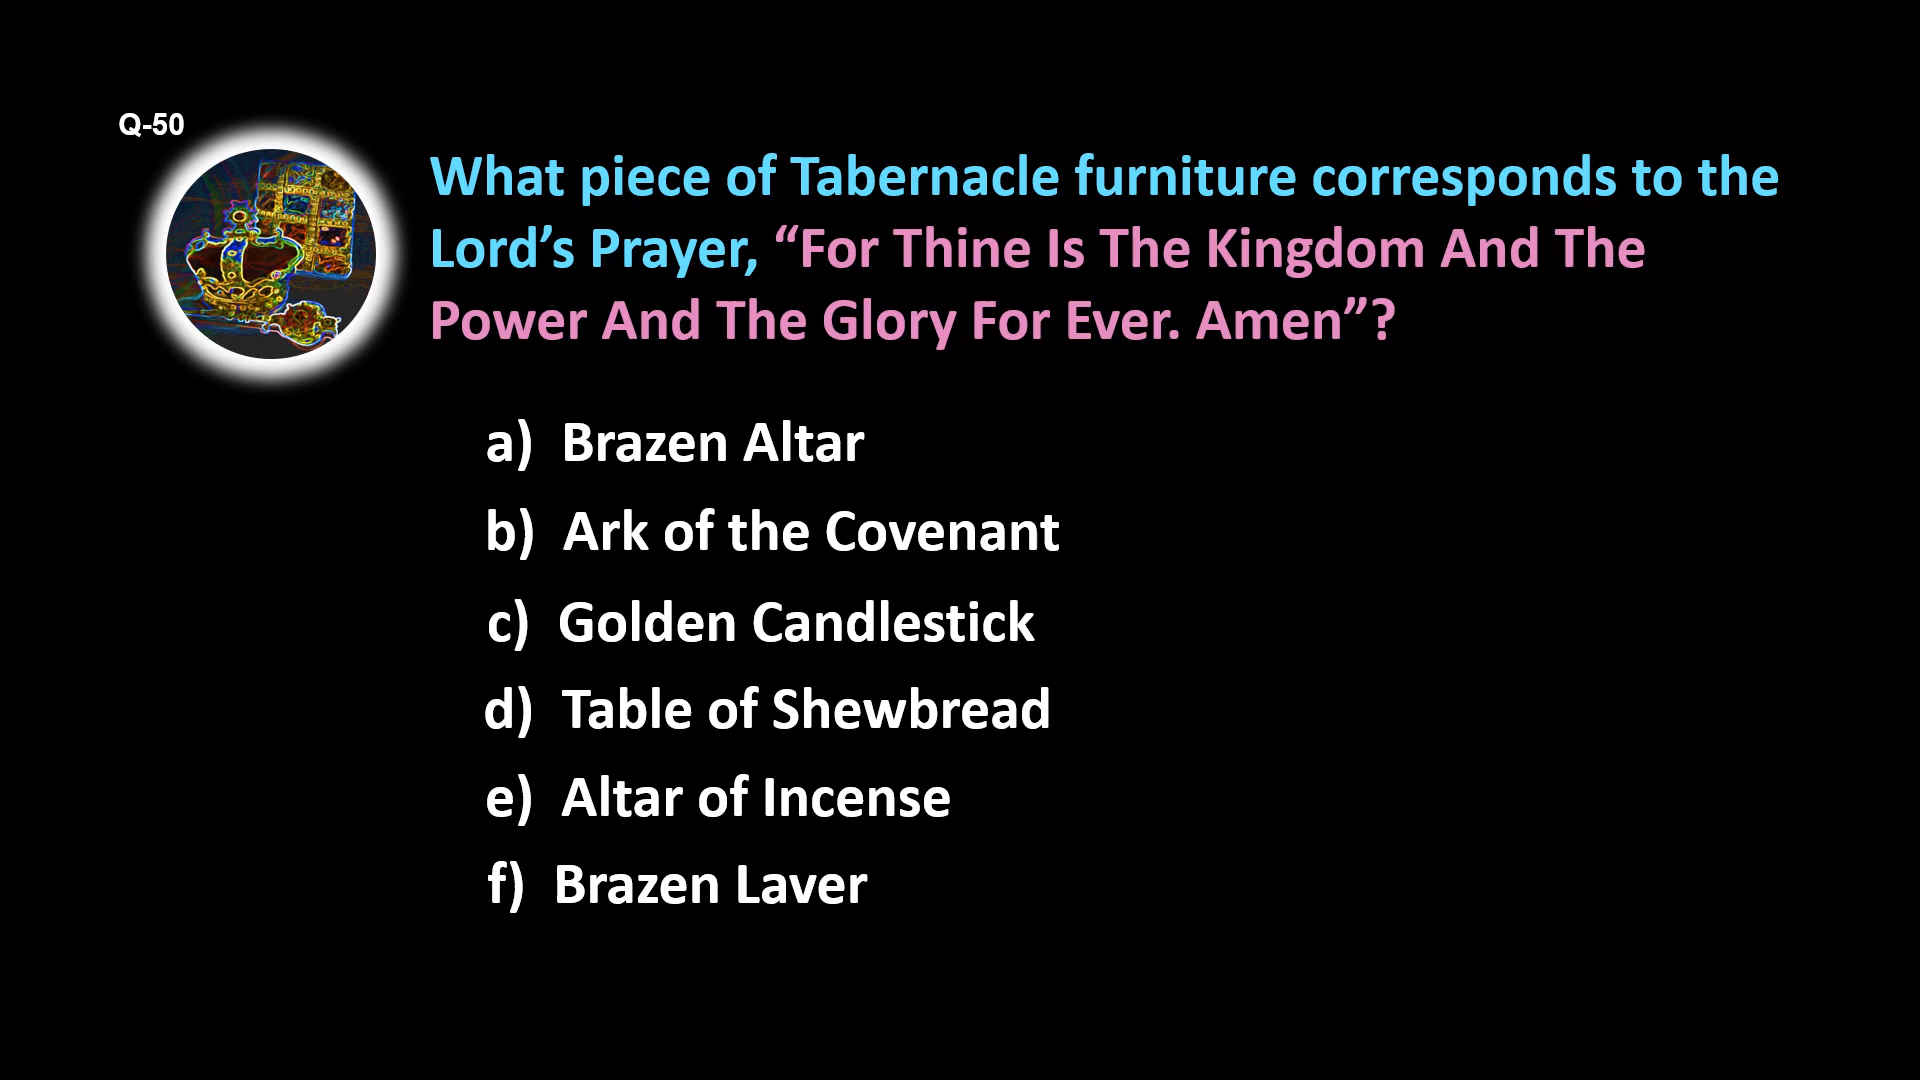 Q-50
What piece of Tabernacle furniture corresponds to the
Lord’s Prayer, “For Thine Is The Kingdom And The
Power And The Glory For Ever. Amen”?
a) Brazen Altar
b) Ark of the Covenant
c) Golden Candlestick
d) Table of Shewbread
e) Altar of Incense
f) Brazen Laver